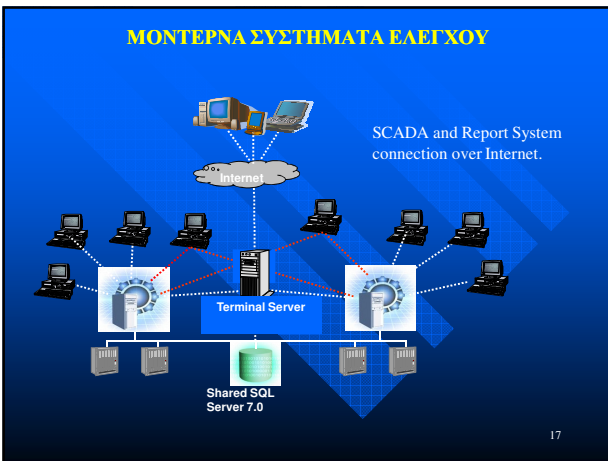 ΜΟΝΤΕΡΝΑ ΣΥΣΤΗΜΑΤΑ ΕΛΕΓΧΟΥ
SCADA and Report System
connection over Internet.
Internet
Terminal Server
Shared SQL
Server 7.0
17